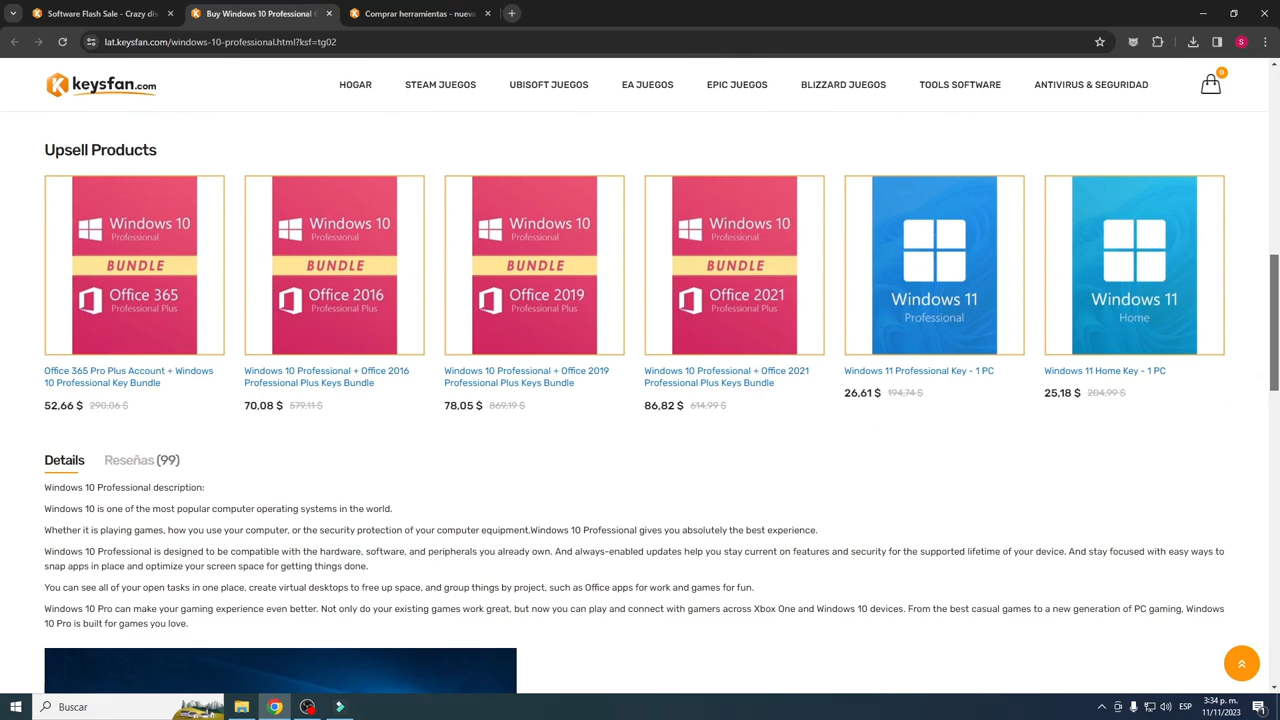 Software Flash Sale - Crazy di
Buy Windows 10 Professional
Comprar herramientas - nueva
lat.keysfan.com/windows-10-professional.html?ksf=tg02
S
keysfan.com
HOGAR
STEAM JUEGOS
UBISOFT JUEGOS
EA JUEGOS
EPIC JUEGOS
BLIZZARD JUEGOS
TOOLS SOFTWARE
ANTIVIRUS & SEGURIDAD
0
Upsell Products
Windows 10
Professional
BUNDLE
Office 365
Professional Plus
Windows 10
Professional
BUNDLE
Office 2016
Professional Plus
Windows 10
Professional
BUNDLE
Office 2019
Professional Plus
Windows 10
Professional
BUNDLE
Office 2021
Professional Plus
Windows 11
Professional
Windows 11
Home
Office 365 Pro Plus Account + Windows
10 Professional Key Bundle
52,66 $ 290,06 $
Windows 10 Professional + Office 2016
Professional Plus Keys Bundle
70,08 $ 579,11 $
Windows 10 Professional + Office 2019
Professional Plus Keys Bundle
78,05 $ 869,19 $
Windows 10 Professional + Office 2021
Professional Plus Keys Bundle
86,82 $ 614,99 $
Windows 11 Professional Key - 1 PC
26,61 $ 194,74 $
Windows 11 Home Key - 1 PC
25,18 $ 204,99 $
Details
Reseñas (99)
Windows 10 Professional description:
Windows 10 is one of the most popular computer operating systems in the world.
Whether it is playing games, how you use your computer, or the security protection of your computer equipment,Windows 10 Professional gives you absolutely the best experience.
Windows 10 Professional is designed to be compatible with the hardware, software, and peripherals you already own. And always-enabled updates help you stay current on features and security for the supported lifetime of your device. And stay focused with easy ways to
snap apps in place and optimize your screen space for getting things done.
You can see all of your open tasks in one place, create virtual desktops to free up space, and group things by project, such as Office apps for work and games for fun.
Windows 10 Pro can make your gaming experience even better. Not only do your existing games work great, but now you can play and connect with gamers across Xbox One and Windows 10 devices. From the best casual games to a new generation of PC gaming, Windows
10 Pro is built for games you love.
Buscar
ESP
3:34 p. m.
11/11/2023
1